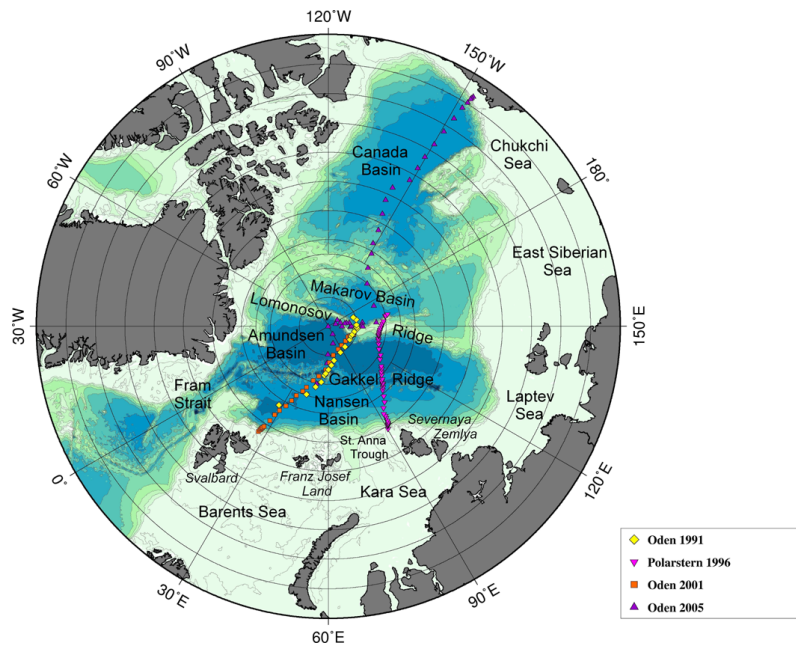 120˚W
90˚W
150˚W
60˚W
180˚
Canada
Basin
Chukchi
Sea
East Siberian
Sea
Makarov Basin
Lomonosov
Ridge
30˚W
150˚E
Amundsen
Basin
Gakkel Ridge
Fram
Strait
Nansen
Basin
Laptev
Sea
Severnaya
Zemlya
St. Anna
Trough
Svalbard
Franz Josef
Land
Kara Sea
Barents Sea
0˚
120˚E
30˚E
90˚E
60˚E
Oden 1991
Polarstern 1996
Oden 2001
Oden 2005